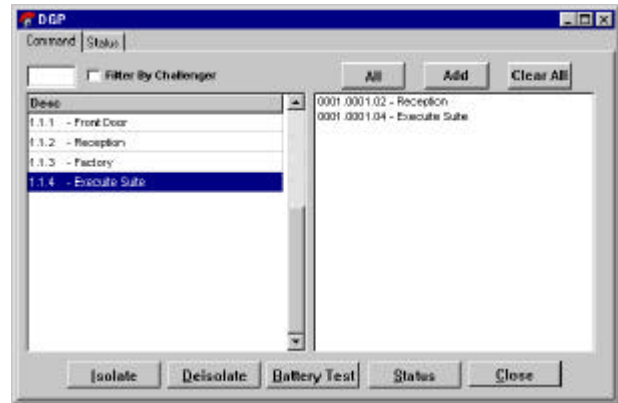 DGP
Command Status
Filter By Challenger All Add Clear All
Desc
1.1.1 - Front Door
1.1.2 - Reception
1.1.3 - Factory
1.1.4 - Execute Suite
0001.0001.02 - Reception
0001.0001.04 - Execute Suite
Isolate Deisolate Battery Test Status Close